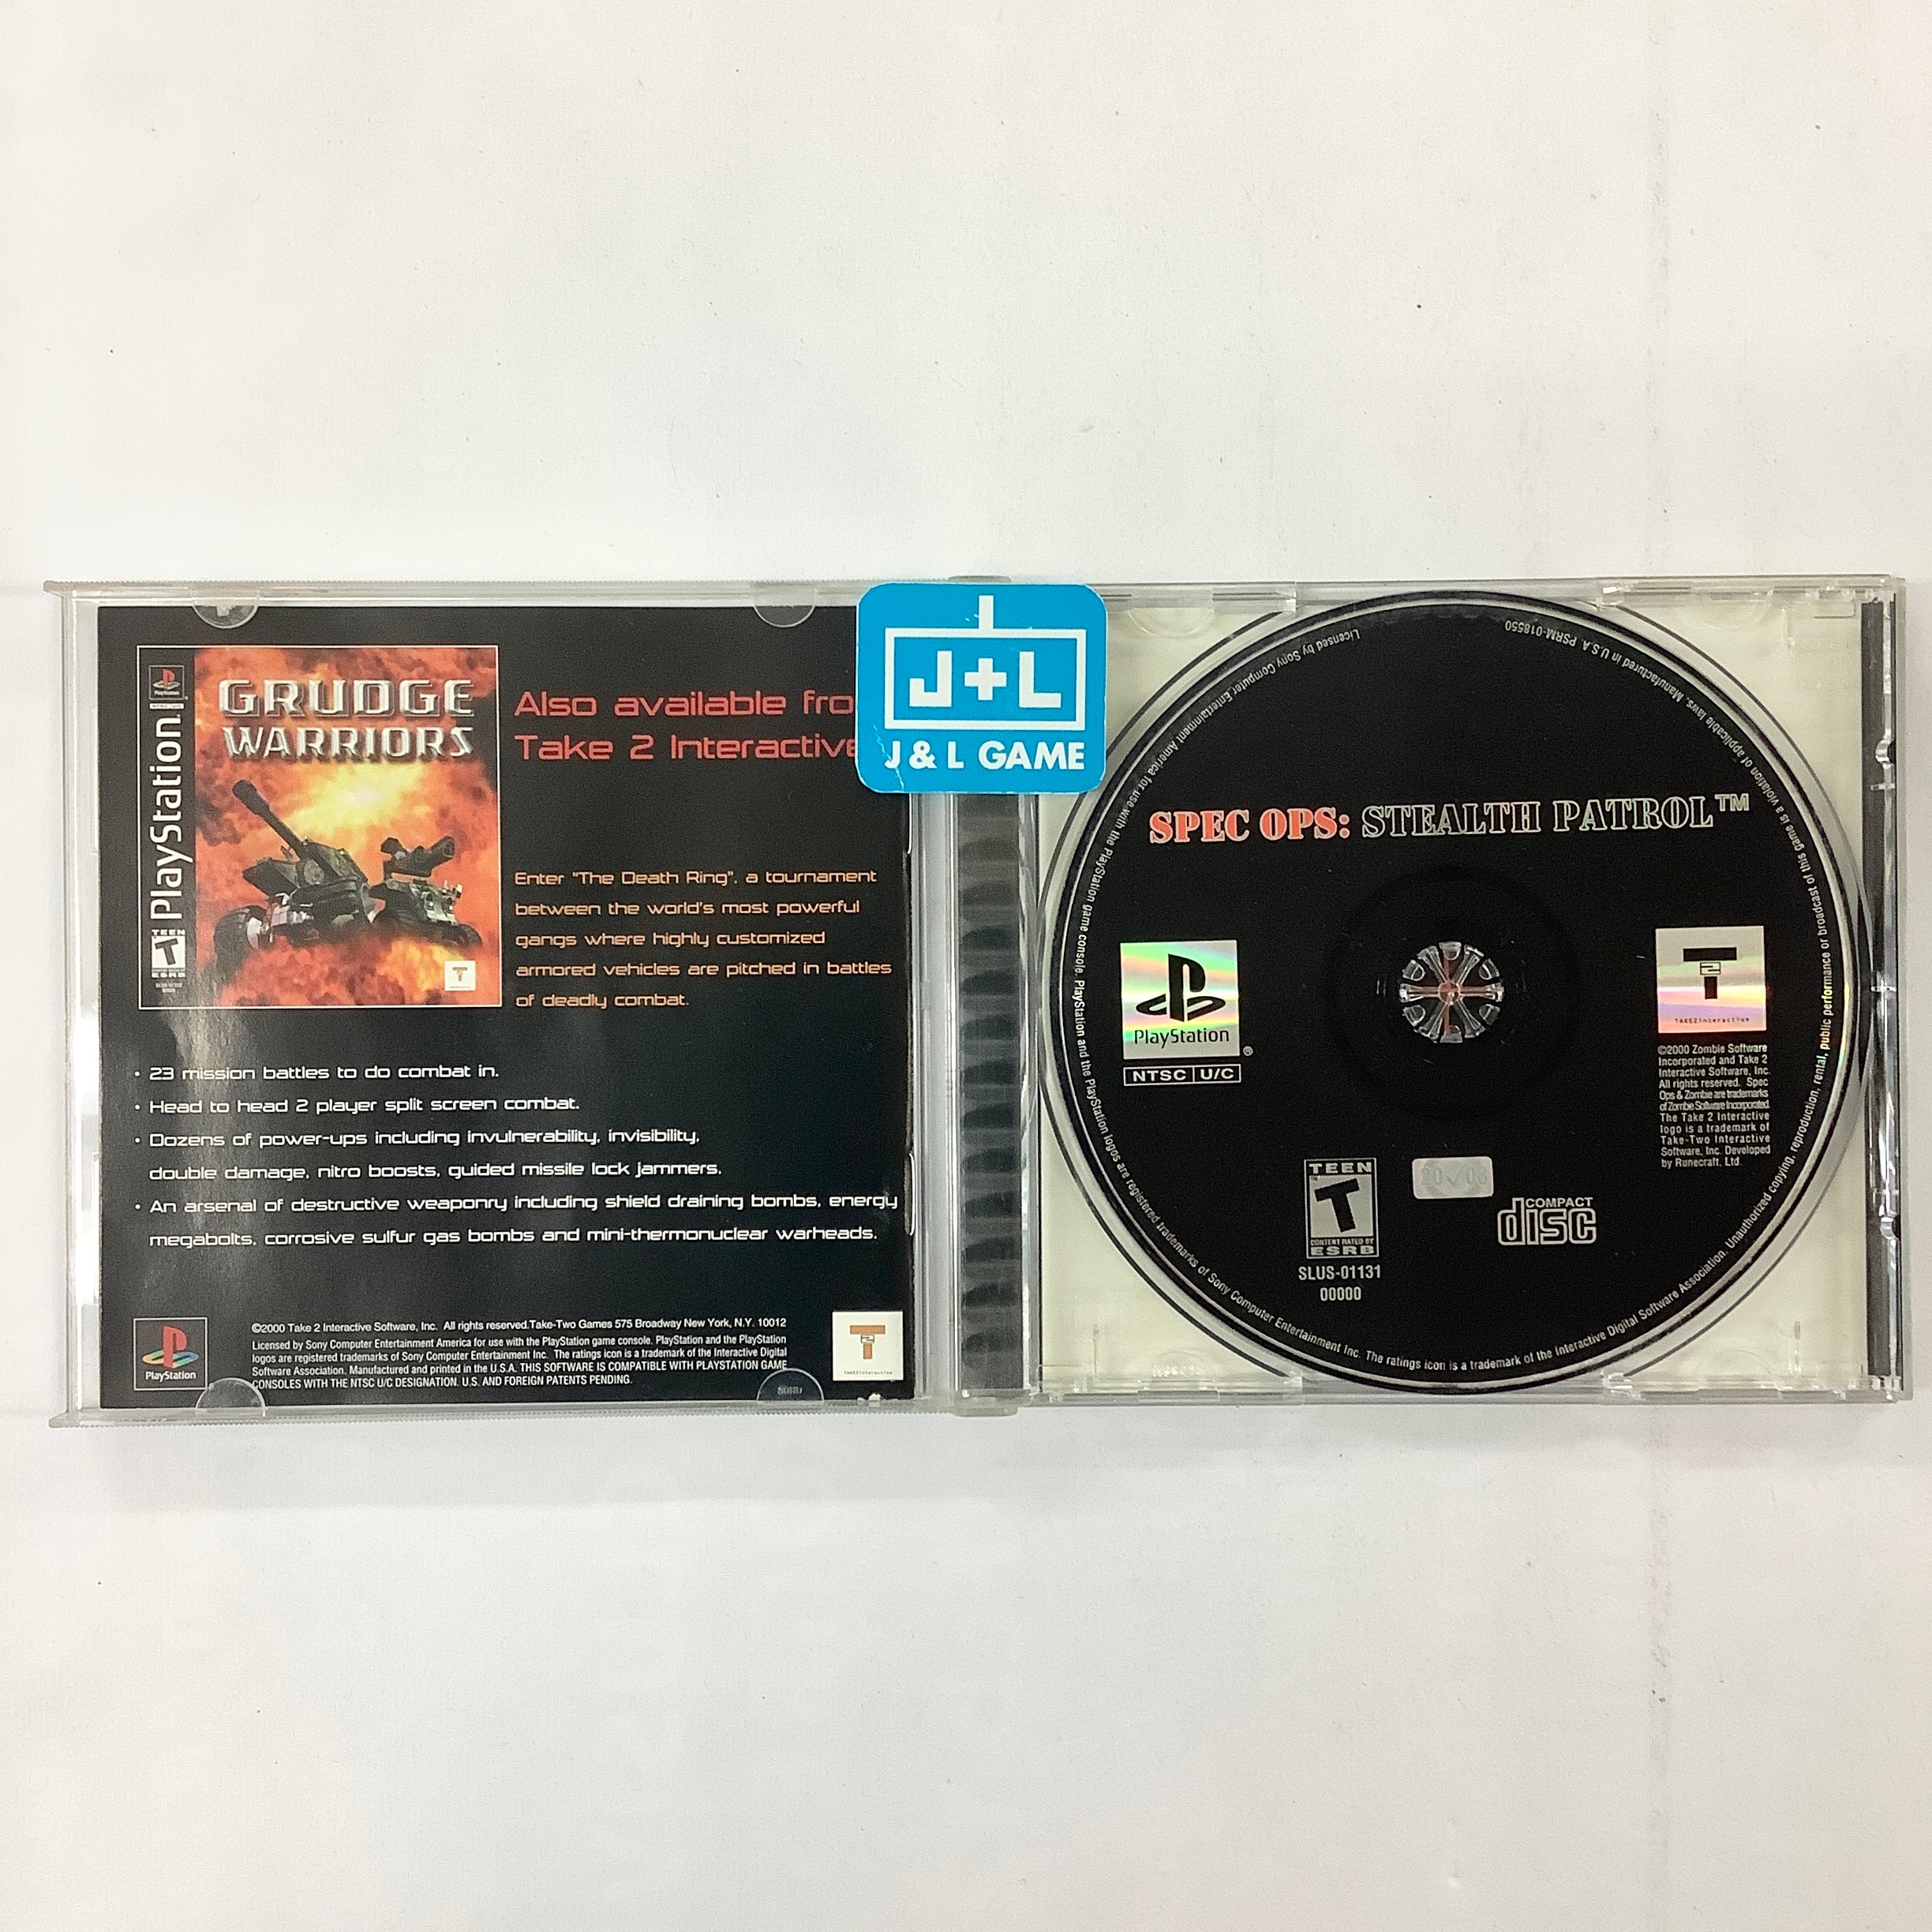 PlayStation
PlayStation
TEEN
T
ESRB
GRUDGE
WARRIORS
T
Also available fro
Take 2 Interactive
Enter "The Death Ring", a tournament
between the world's most powerful
gangs where highly customized
armored vehicles are pitched in battles
of deadly combat.
• 23 mission battles to do combat in.
• Head to head 2 player split screen combat.
• Dozens of power-ups including invulnerability, invisibility,
double damage, nitro boosts, guided missile lock jammers.
• An arsenal of destructive weaponry including shield draining bombs, energy
megabolts, corrosive sulfur gas bombs and mini-thermonuclear warheads.
PlayStation
©2000 Take 2 Interactive Software, Inc. All rights reserved.Take-Two Games 575 Broadway New York, N.Y. 10012
Licensed by Sony Computer Entertainment America for use with the PlayStation game console. PlayStation and the PlayStation
logos are registered trademarks of Sony Computer Entertainment Inc. The ratings icon is a trademark of the Interactive Digital
Software Association. Manufactured and printed in the U.S.A. THIS SOFTWARE IS COMPATIBLE WITH PLAYSTATION GAME
CONSOLES WITH THE NTSC U/C DESIGNATION. U.S. AND FOREIGN PATENTS PENDING.
T2
TAKE2Interactive
J+L
J & L GAME
SPEC OPS: STEALTH PATROL™
PlayStation
®
NTSC U/C
T2
TAKE2Interactive
©2000 Zombie Software
Incorporated and Take 2
Interactive Software, Inc.
All rights reserved. Spec
Ops & Zombie are trademarks
of Zombie Software Incorporated.
The Take 2 Interactive
logo is a trademark of
Take-Two Interactive
Software, Inc. Developed
by Runecraft, Ltd.
TEEN
T
CONTENT RATED BY
ESRB
SLUS-01131
00000
COMPACT
disc
Licensed by Sony Computer Entertainment America for use with the PlayStation game console. PlayStation and the PlayStation logos are registered trademarks of Sony Computer Entertainment Inc. The ratings icon is a trademark of the Interactive Digital Software Association. Unauthorized copying, reproduction, rental, public performance or broadcast of this game is a violation of applicable laws. Manufactured in U.S.A. PSRM-018550